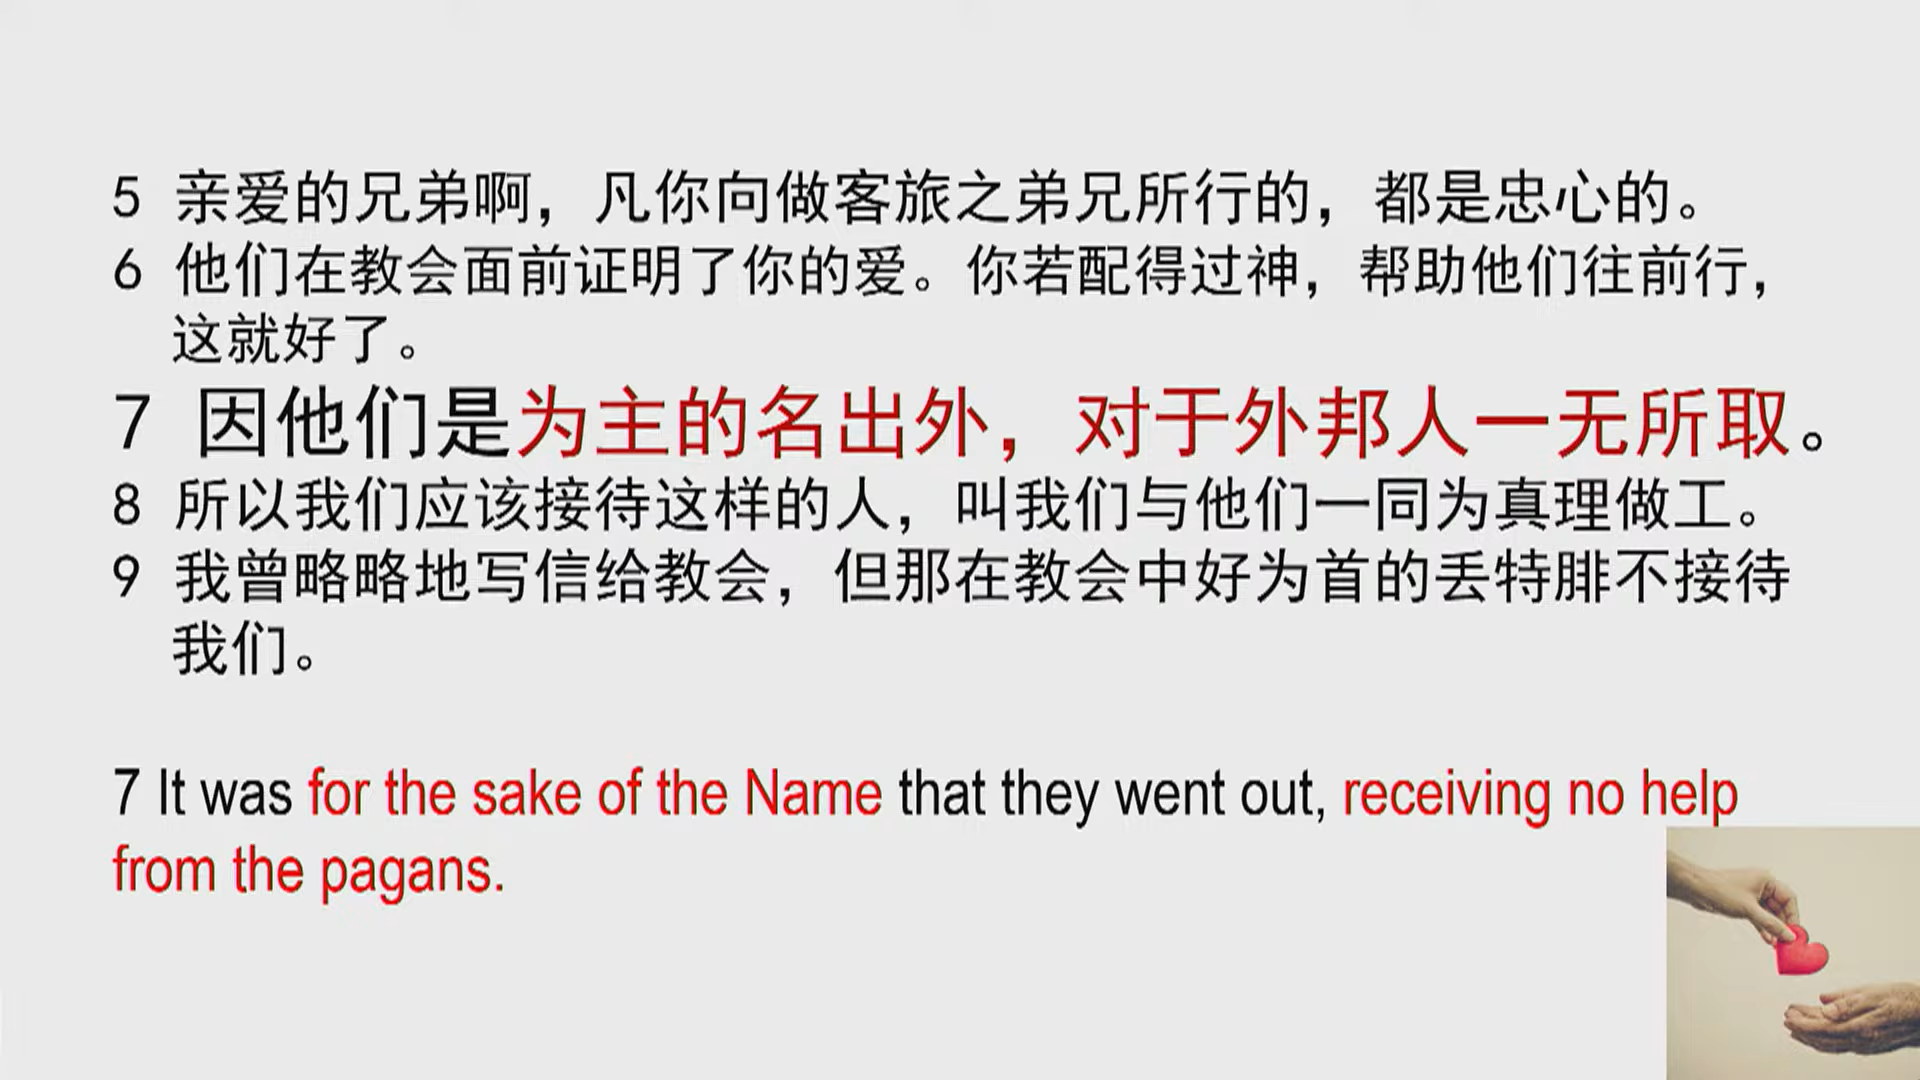 5 亲爱的兄弟啊，凡你向做客旅之弟兄所行的，都是忠心的。
6 他们在教会面前证明了你的爱。你若配得过神，帮助他们往前行，
这就好了。
7 因他们是为主的名出外，对于外邦人一无所取。
8 所以我们应该接待这样的人，叫我们与他们一同为真理做工。
9 我曾略略地写信给教会，但那在教会中好为首的丢特腓不接待
我们。
7 It was for the sake of the Name that they went out, receiving no help
from the pagans.